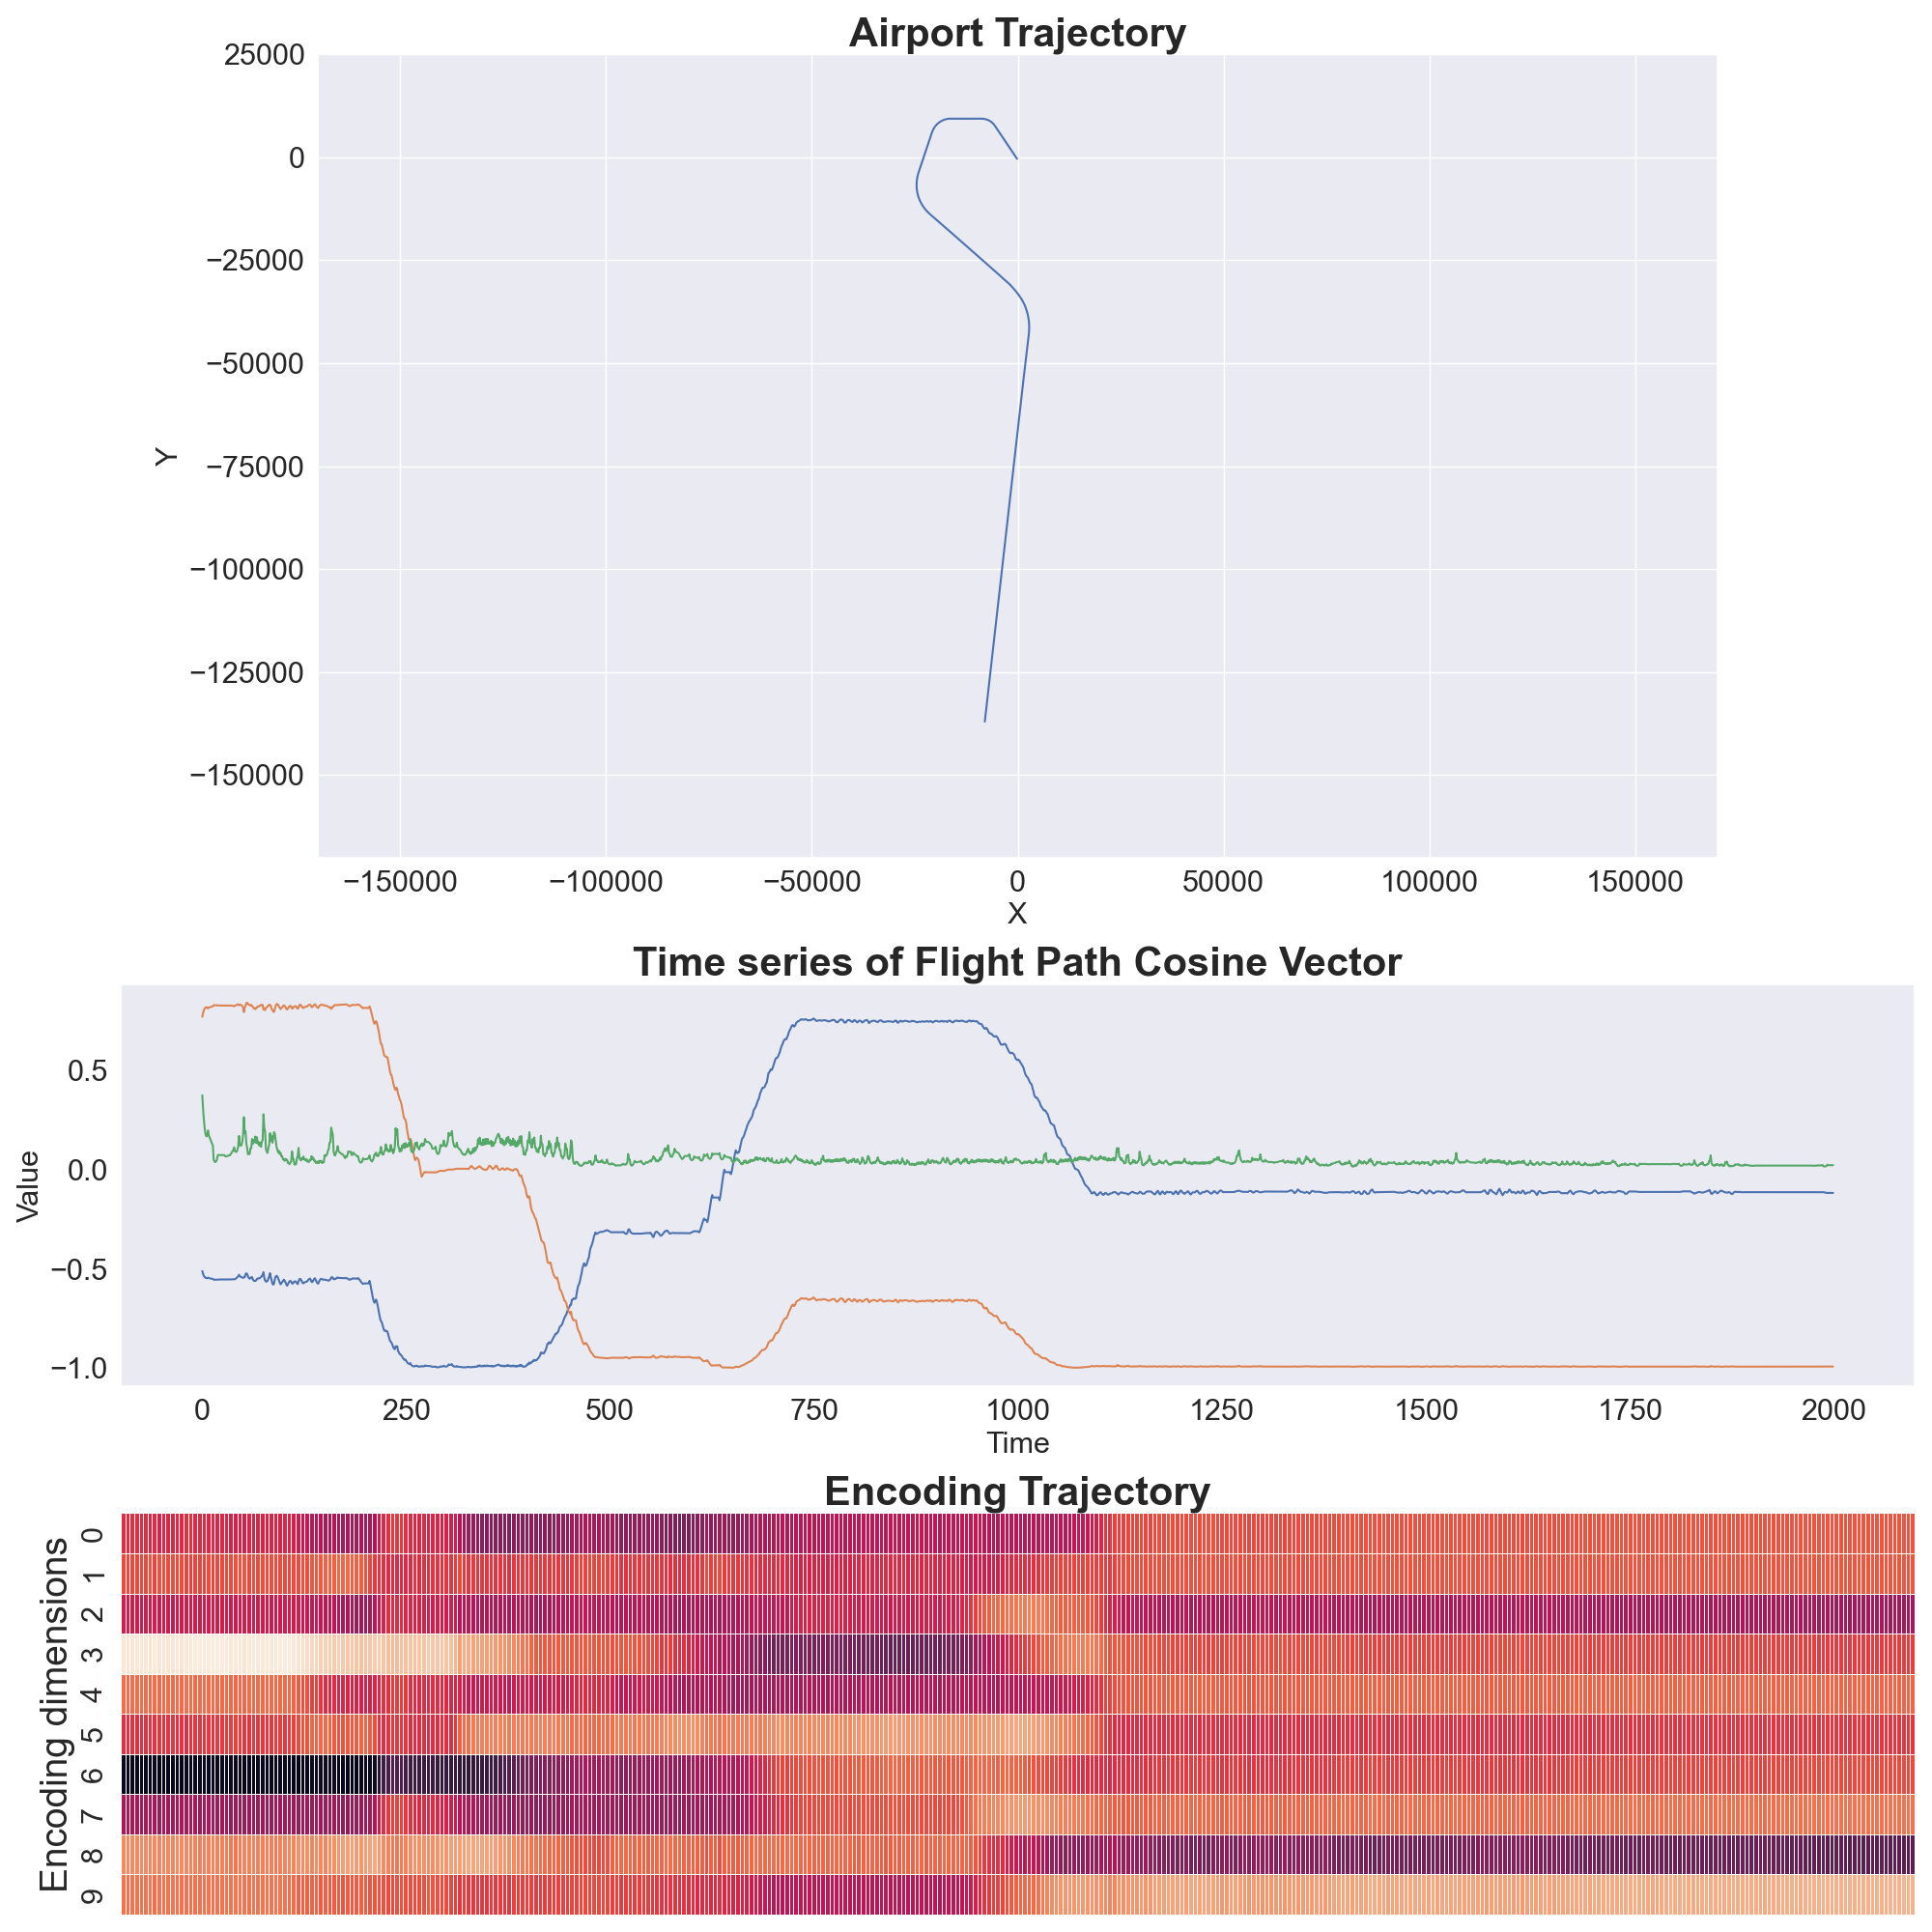 Airport Trajectory
25000
0
−25000
−50000
−75000
−100000
−125000
−150000
Y
−150000 −100000 −50000 0 50000 100000 150000
X
Time series of Flight Path Cosine Vector
0.5
0.0
−0.5
−1.0
Value
0 250 500 750 1000 1250 1500 1750 2000
Time
Encoding Trajectory
Encoding dimensions
0
1
2
3
4
5
6
7
8
9